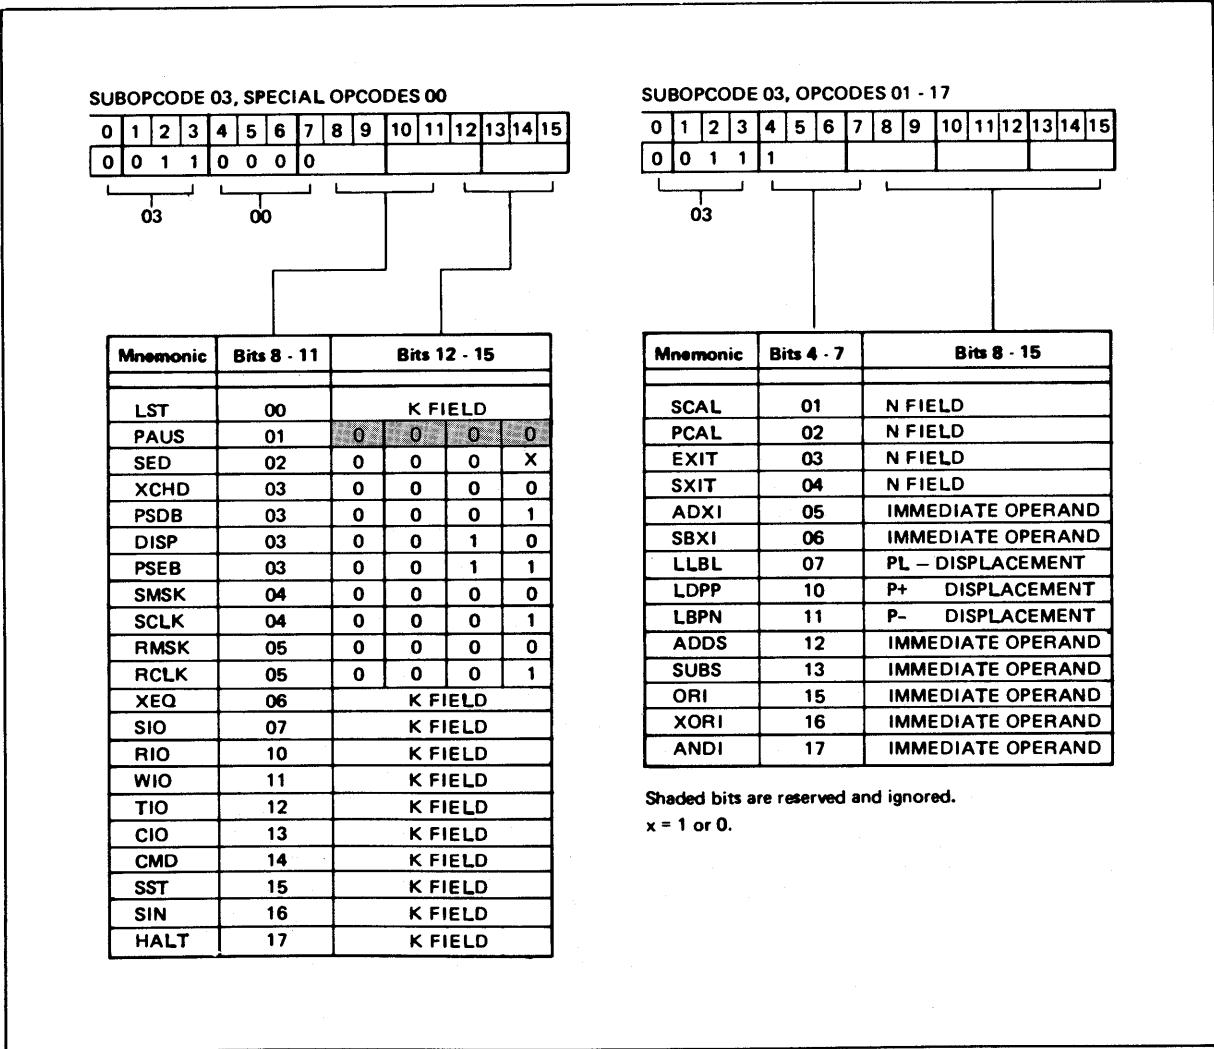 SUBOPCODE 03, SPECIAL OPCODES 00
0 1 2 3 4 5 6 7 8 9 10 11 12 13 14 15
0 0 1 1 0 0 0 0
03 00
Mnemonic Bits 8 - 11 Bits 12 - 15
LST 00 K FIELD
PAUS 01 0 0 0 0
SED 02 0 0 0 X
XCHD 03 0 0 0 0
PSDB 03 0 0 0 1
DISP 03 0 0 1 0
PSEB 03 0 0 1 1
SMSK 04 0 0 0 0
SCLK 04 0 0 0 1
RMSK 05 0 0 0 0
RCLK 05 0 0 0 1
XEQ 06 K FIELD
SIO 07 K FIELD
RIO 10 K FIELD
WIO 11 K FIELD
TIO 12 K FIELD
CIO 13 K FIELD
CMD 14 K FIELD
SST 15 K FIELD
SIN 16 K FIELD
HALT 17 K FIELD
SUBOPCODE 03, OPCODES 01 - 17
0 1 2 3 4 5 6 7 8 9 10 11 12 13 14 15
0 0 1 1 1
03
Mnemonic Bits 4 - 7 Bits 8 - 15
SCAL 01 N FIELD
PCAL 02 N FIELD
EXIT 03 N FIELD
SXIT 04 N FIELD
ADXI 05 IMMEDIATE OPERAND
SBXI 06 IMMEDIATE OPERAND
LLBL 07 PL – DISPLACEMENT
LDPP 10 P+ DISPLACEMENT
LBPN 11 P- DISPLACEMENT
ADDS 12 IMMEDIATE OPERAND
SUBS 13 IMMEDIATE OPERAND
ORI 15 IMMEDIATE OPERAND
XORI 16 IMMEDIATE OPERAND
ANDI 17 IMMEDIATE OPERAND
Shaded bits are reserved and ignored.
x = 1 or 0.